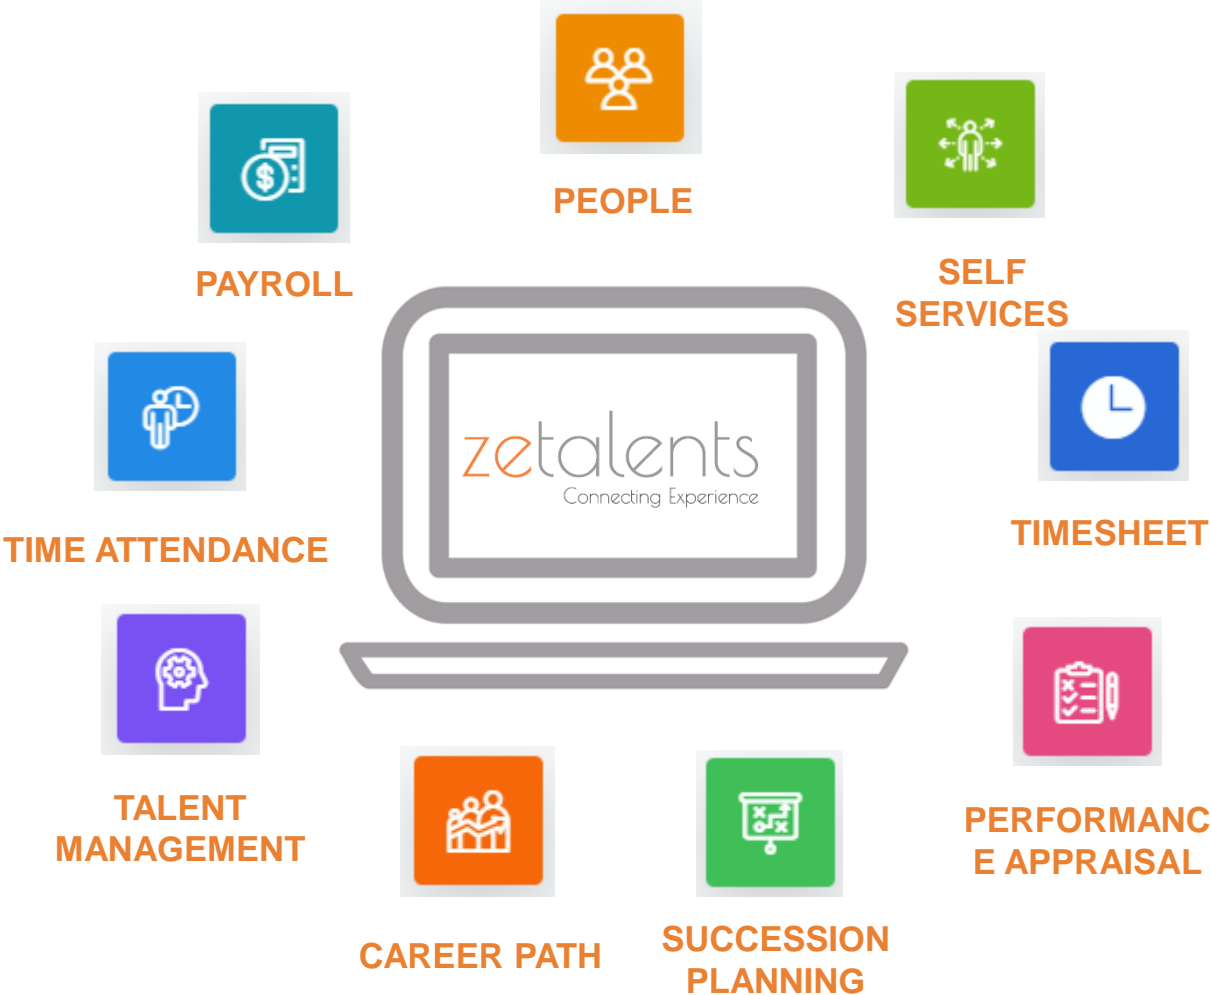 PEOPLE
PAYROLL
SELF
SERVICES
zetalents
Connecting Experience
TIME ATTENDANCE
TIMESHEET
TALENT
MANAGEMENT
PERFORMANC
E APPRAISAL
CAREER PATH
SUCCESSION
PLANNING